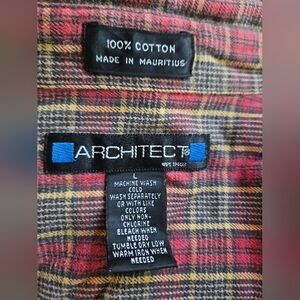 100% COTTON
MADE IN MAURITIUS
ARCHITECT
L
MACHINE WASH
COLD
WASH SEPARATELY
OR WITH LIKE
COLORS
ONLY NON-
CHLORINE
BLEACH WHEN
NEEDED
TUMBLE DRY LOW
WARM IRON WHEN
NEEDED